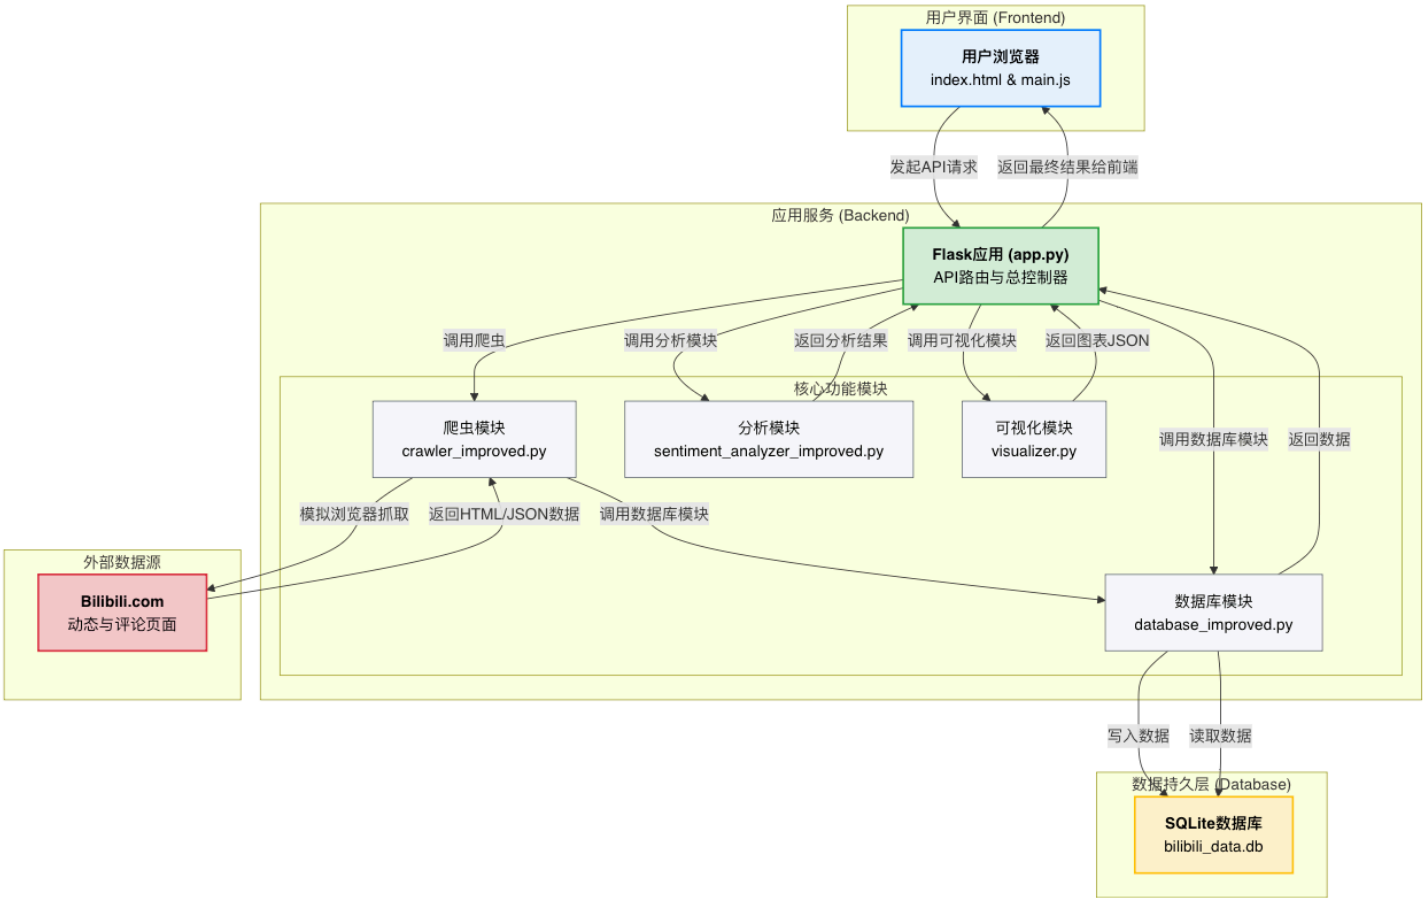 用户界面 (Frontend)
用户浏览器
index.html & main.js
发起API请求
返回最终结果给前端
应用服务 (Backend)
Flask应用 (app.py)
API路由与总控制器
调用爬虫
调用分析模块
返回分析结果
调用可视化模块
返回图表JSON
核心功能模块
爬虫模块
crawler_improved.py
分析模块
sentiment_analyzer_improved.py
可视化模块
visualizer.py
调用数据库模块
返回数据
模拟浏览器抓取
返回HTML/JSON数据
调用数据库模块
外部数据源
Bilibili.com
动态与评论页面
数据库模块
database_improved.py
写入数据
读取数据
数据持久层 (Database)
SQLite数据库
bilibili_data.db